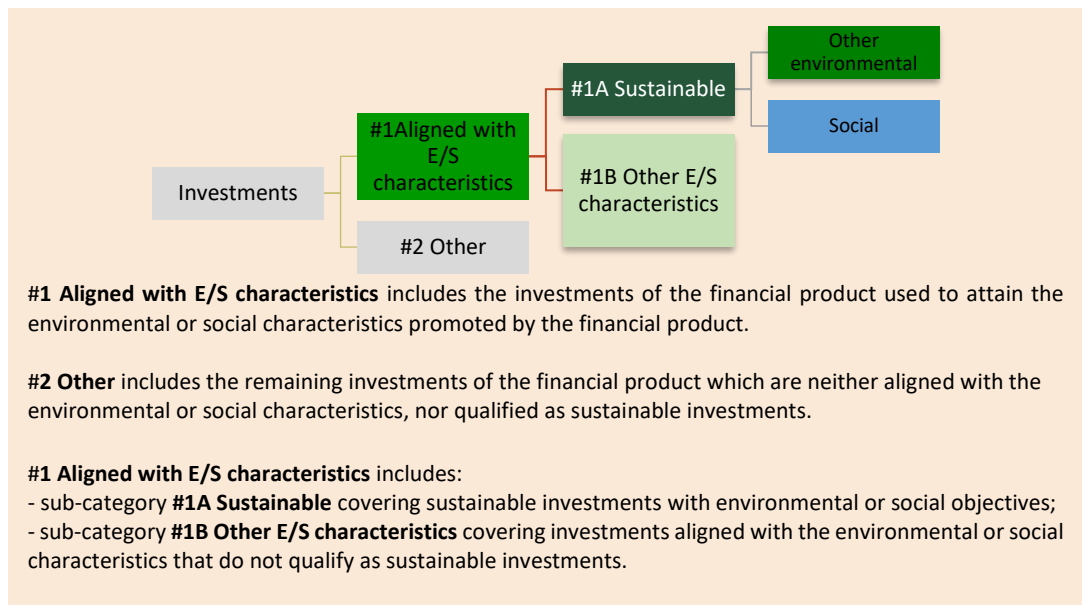 Other
environmental
#1A Sustainable
#1Aligned with
E/S
characteristics
Social
#1B Other E/S
characteristics
Investments
#2 Other
#1 Aligned with E/S characteristics includes the investments of the financial product used to attain the
environmental or social characteristics promoted by the financial product.
#2 Other includes the remaining investments of the financial product which are neither aligned with the
environmental or social characteristics, nor qualified as sustainable investments.
#1 Aligned with E/S characteristics includes:
- sub-category #1A Sustainable covering sustainable investments with environmental or social objectives;
- sub-category #1B Other E/S characteristics covering investments aligned with the environmental or social
characteristics that do not qualify as sustainable investments.